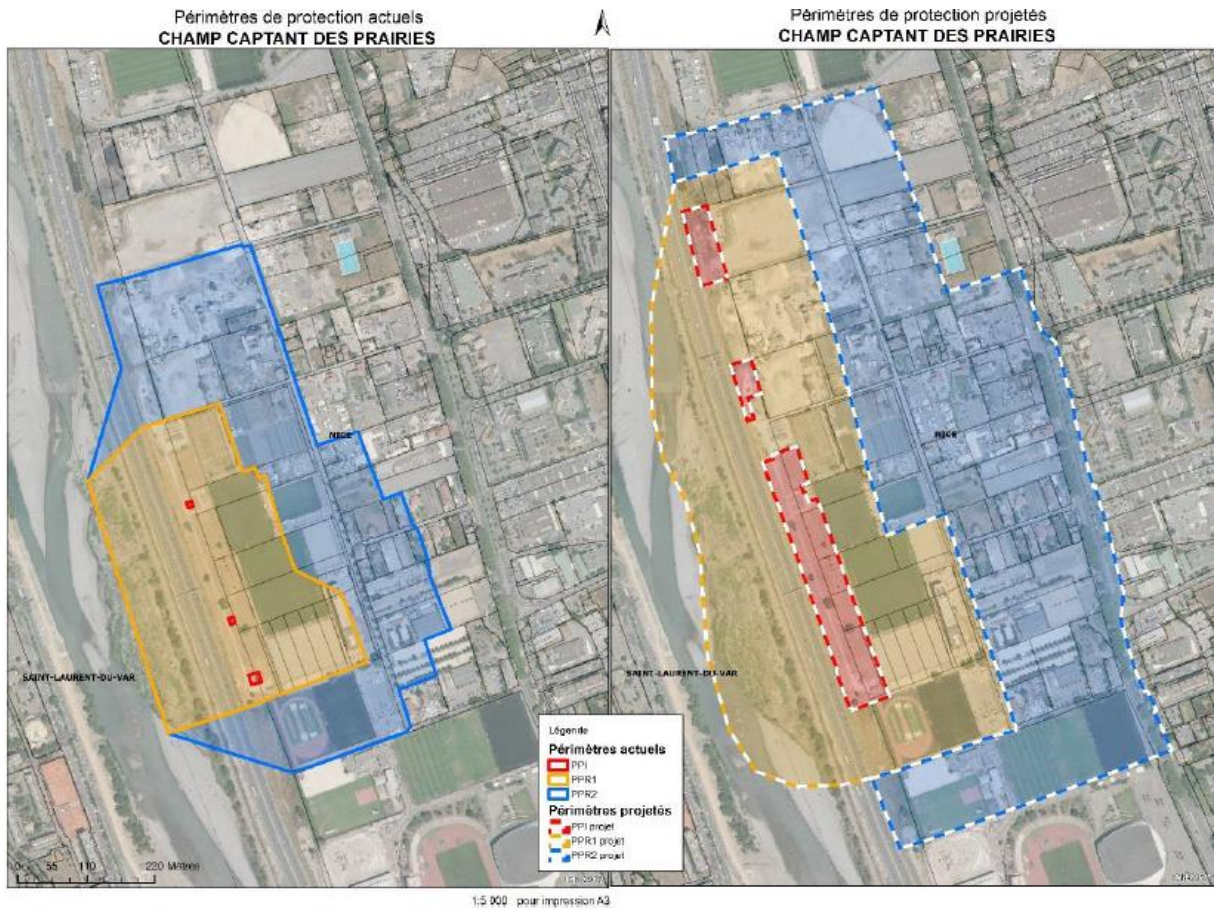 Périmètres de protection actuels
CHAMP CAPTANT DES PRAIRIES
Périmètres de protection projetés
CHAMP CAPTANT DES PRAIRIES
NICE
NICE
SAINT-LAURENT-DU-VAR
SAINT-LAURENT-DU-VAR
Légende
Périmètres actuels
PPI
PPR1
PPR2
Périmètres projetés
PPI projet
PPR1 projet
PPR2 projet
0 55 110 220 Mètres
1:5 000 pour impression A3